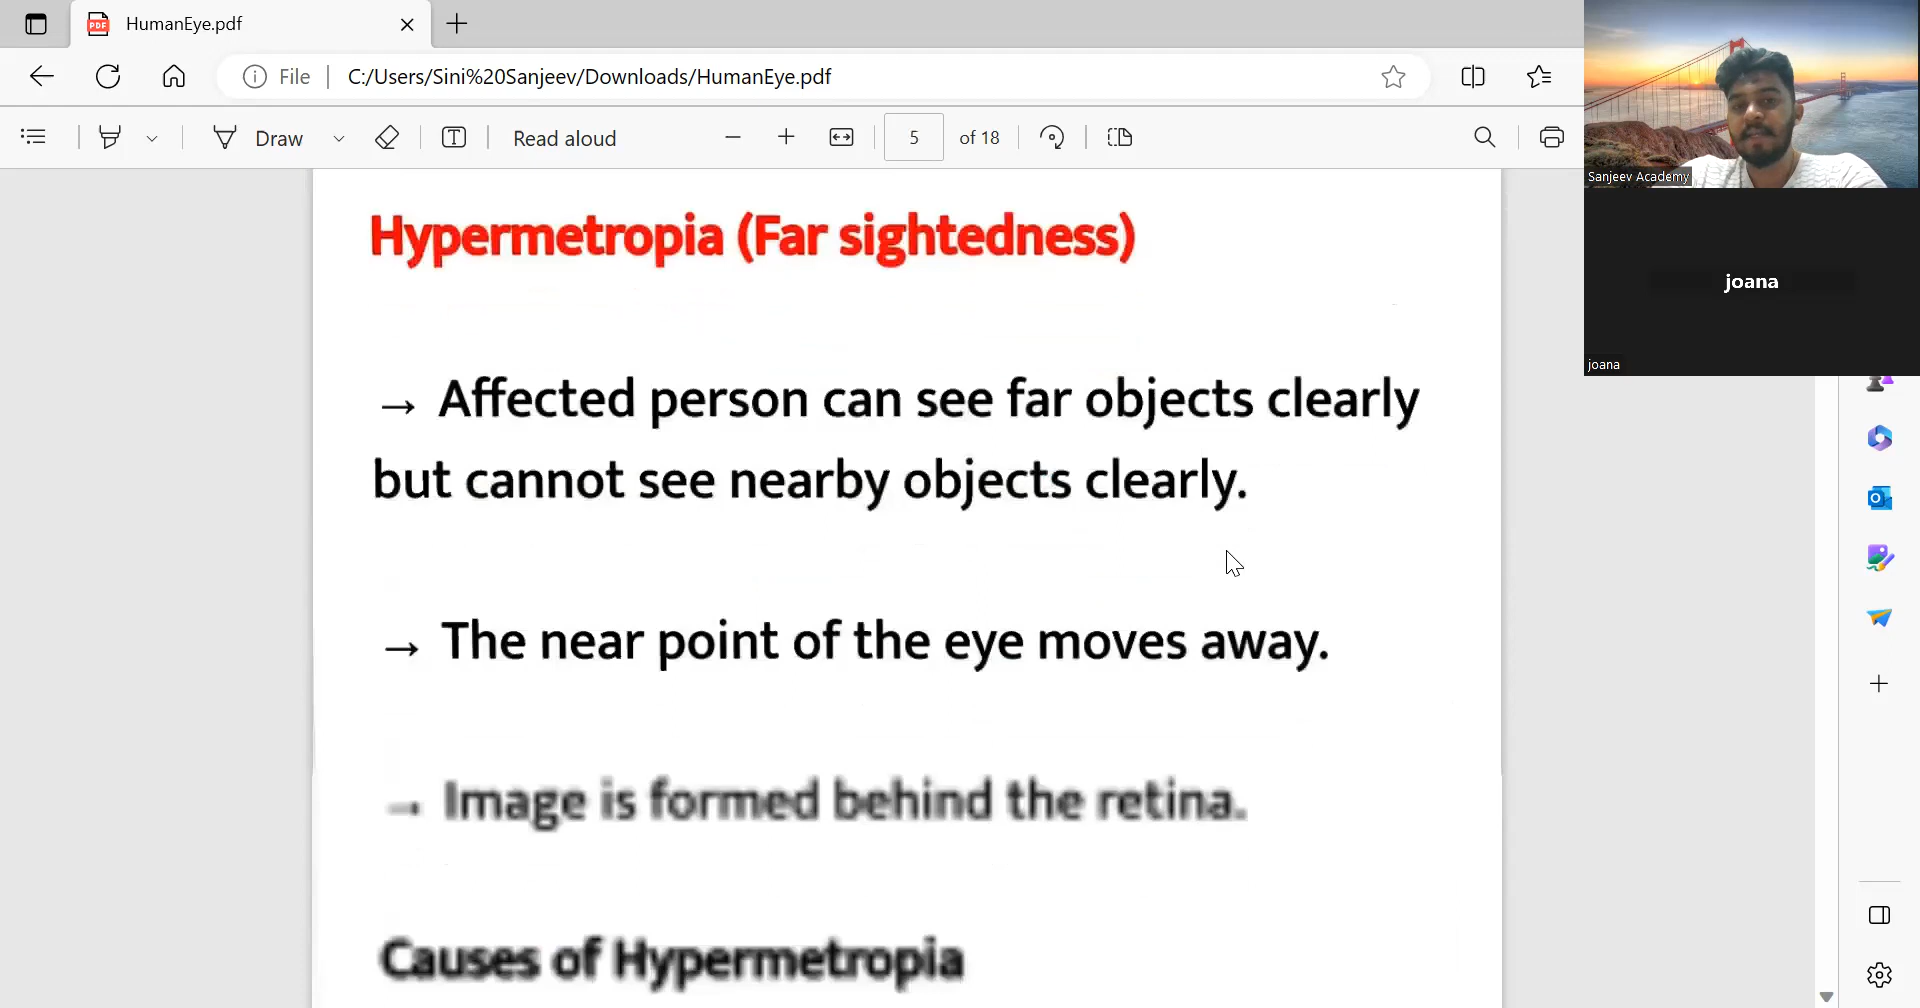 HumanEye.pdf
File
C:/Users/Sini%20Sanjeev/Downloads/HumanEye.pdf
Draw
Read aloud
5 of 18
Sanjeev Academy
joana
joana
Hypermetropia (Far sightedness)
→ Affected person can see far objects clearly
but cannot see nearby objects clearly.
→ The near point of the eye moves away.
→ Image is formed behind the retina.
Causes of Hypermetropia